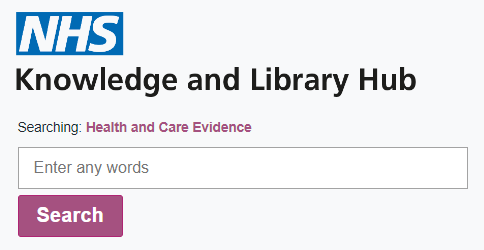 NHS
Knowledge and Library Hub
Searching: Health and Care Evidence
Enter any words
Search